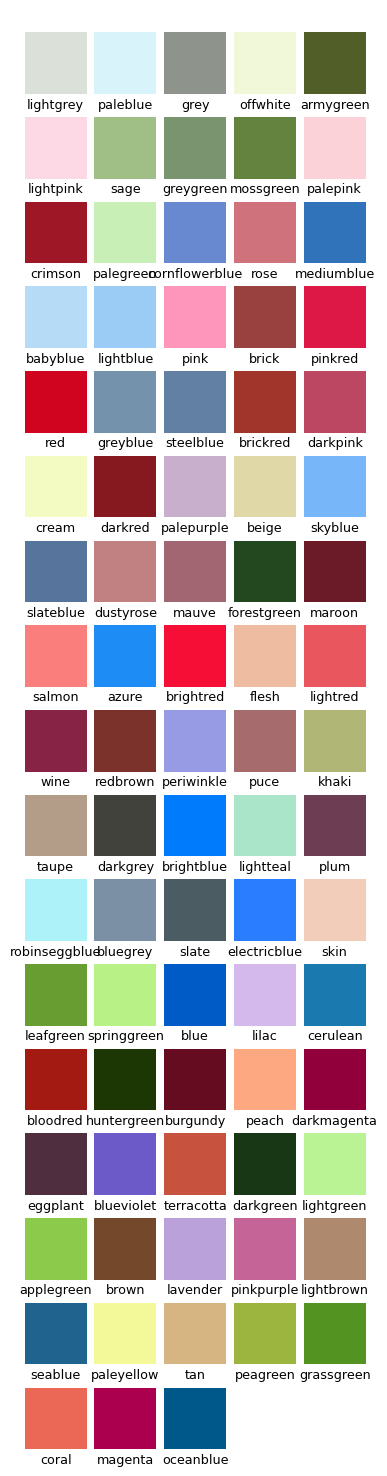 lightgrey paleblue grey offwhite armygreen
lightpink sage greygreen mossgreen palepink
crimson palegreen cornflowerblue rose mediumblue
babyblue lightblue pink brick pinkred
red greyblue steelblue brickred darkpink
cream darkred palepurple beige skyblue
slateblue dustyrose mauve forestgreen maroon
salmon azure brightred flesh lightred
wine redbrown periwinkle puce khaki
taupe darkgrey brightblue lightteal plum
robinseggblue bluegrey slate electricblue skin
leafgreen springgreen blue lilac cerulean
bloodred huntergreen burgundy peach darkmagenta
eggplant blueviolet terracotta darkgreen lightgreen
applegreen brown lavender pinkpurple lightbrown
seablue paleyellow tan peagreen grassgreen
coral magenta oceanblue